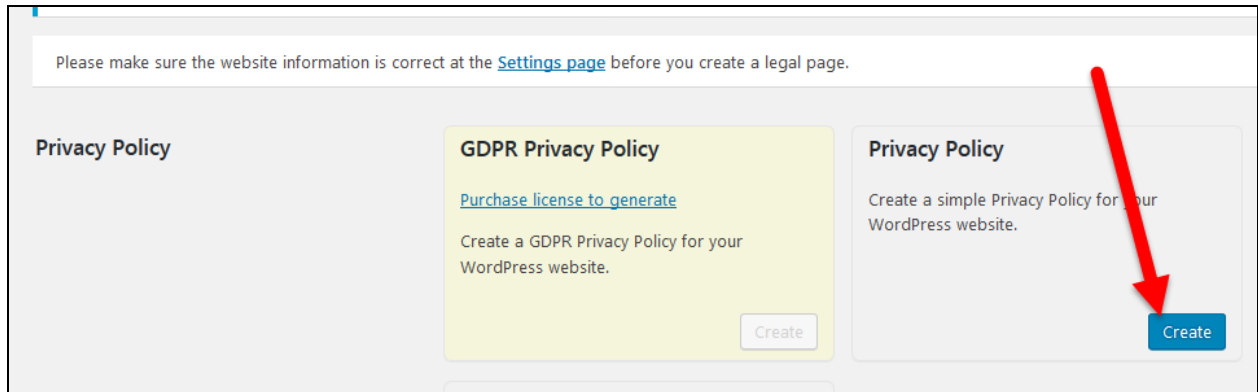 Please make sure the website information is correct at the Settings page before you create a legal page.
Privacy Policy
GDPR Privacy Policy
Purchase license to generate
Create a GDPR Privacy Policy for your
WordPress website.
Create
Privacy Policy
Create a simple Privacy Policy for your
WordPress website.
Create